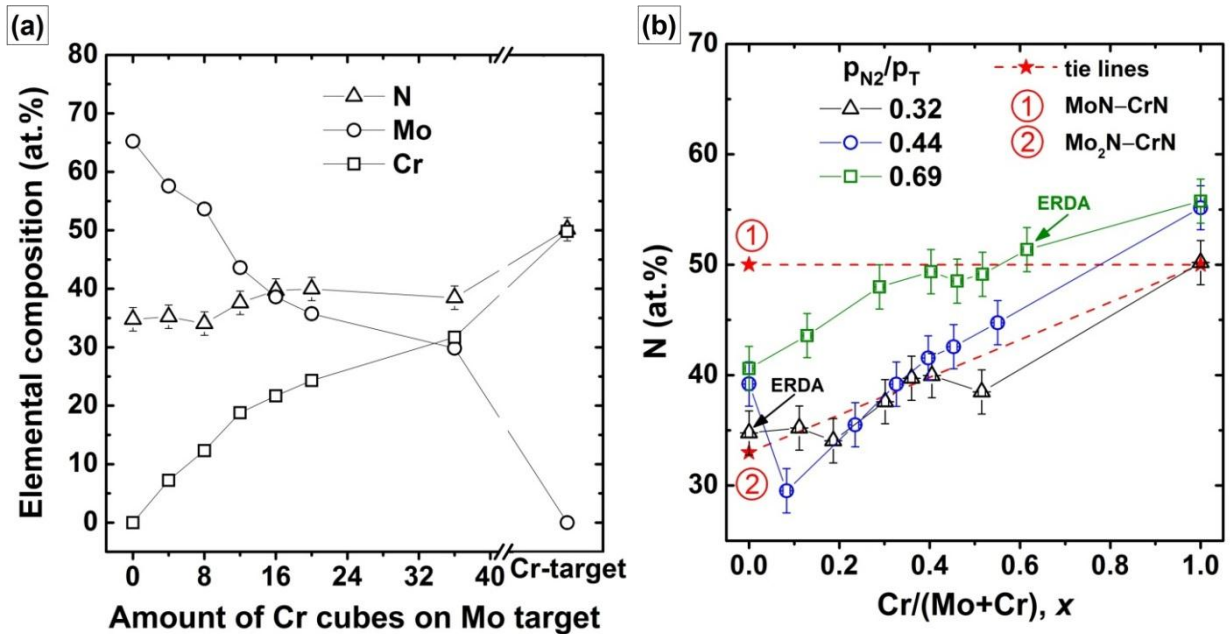 (a)
Elemental composition (at.%)
80
70
60
50
40
30
20
10
0
N
Mo
Cr
0 8 16 24 32 40 Cr-target
Amount of Cr cubes on Mo target
(b)
N (at.%)
70
60
50
40
30
pN2/pT
0.32
0.44
0.69
tie lines
1 MoN–CrN
2 Mo2N–CrN
ERDA
1
ERDA
2
0.0 0.2 0.4 0.6 0.8 1.0
Cr/(Mo+Cr), x